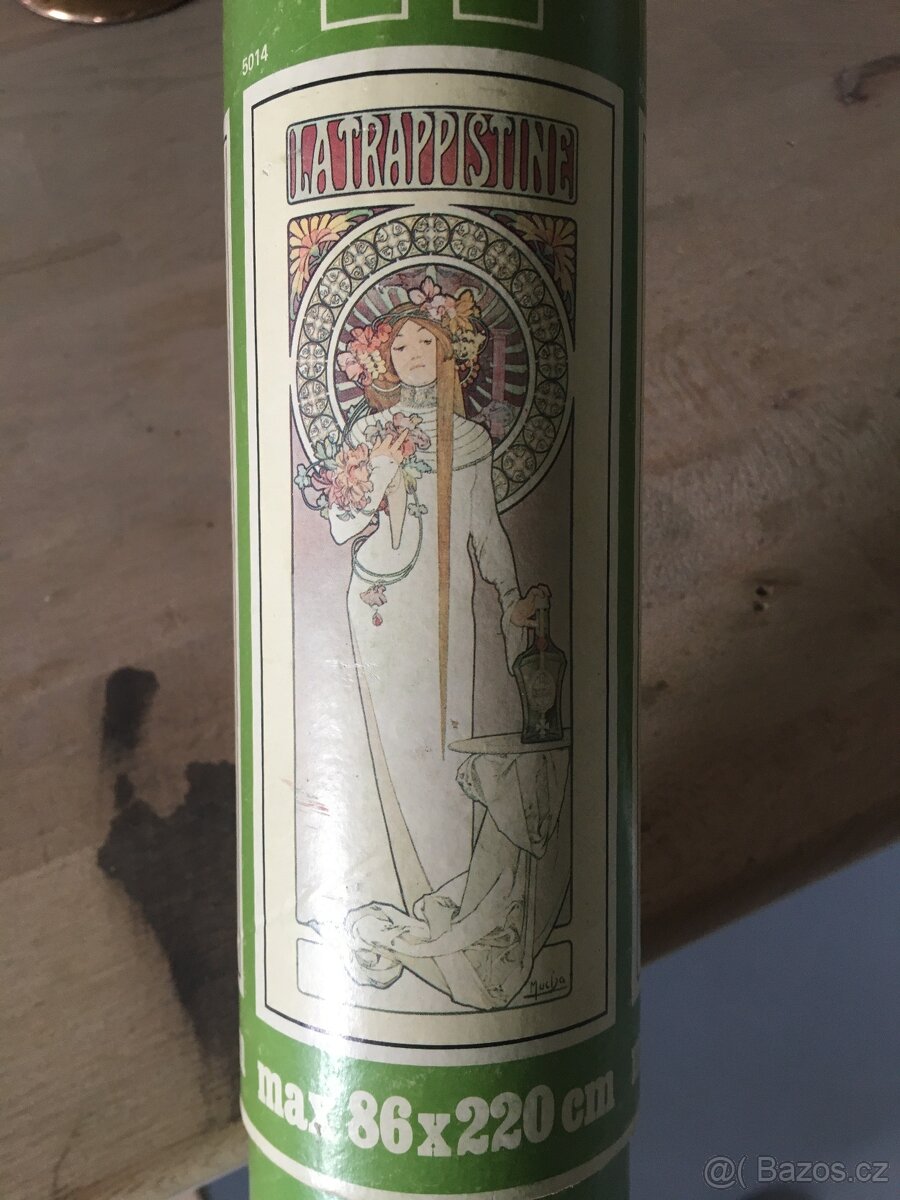 5014
LA TRAPPISTINE
Mucha
max 86x220 cm
@( Bazos.cz